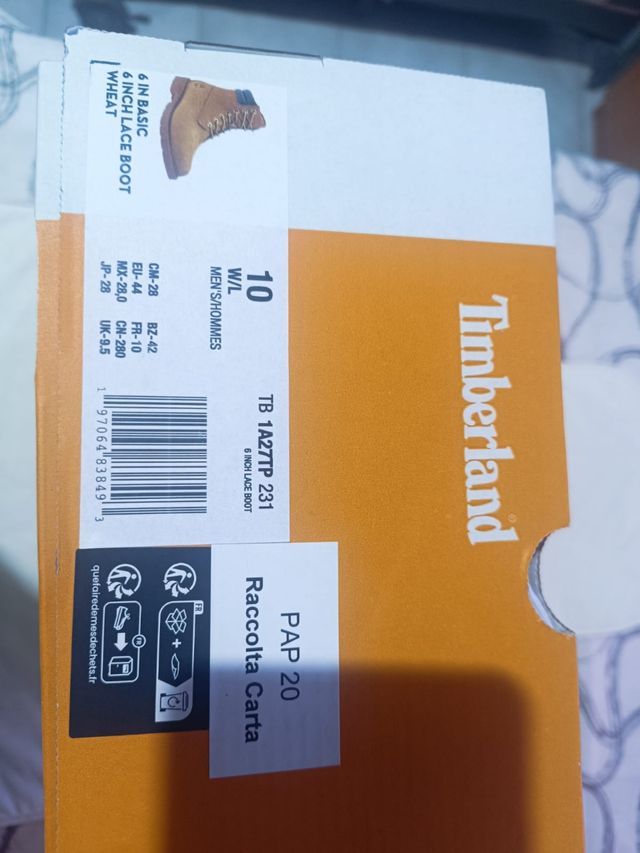 6 IN BASIC
6 INCH LACE BOOT
WHEAT
10
W/L
MEN'S/HOMMES
CM-28 BZ-42
EU-44 FR-10
MX-28,0 CN-280
JP-28 UK-9.5
TB 1A27TP 231
6 INCH LACE BOOT
1 97064 83849 3
Timberland®
PAP 20
Raccolta Carta
FR
+
FR
quefairedemesdechets.fr